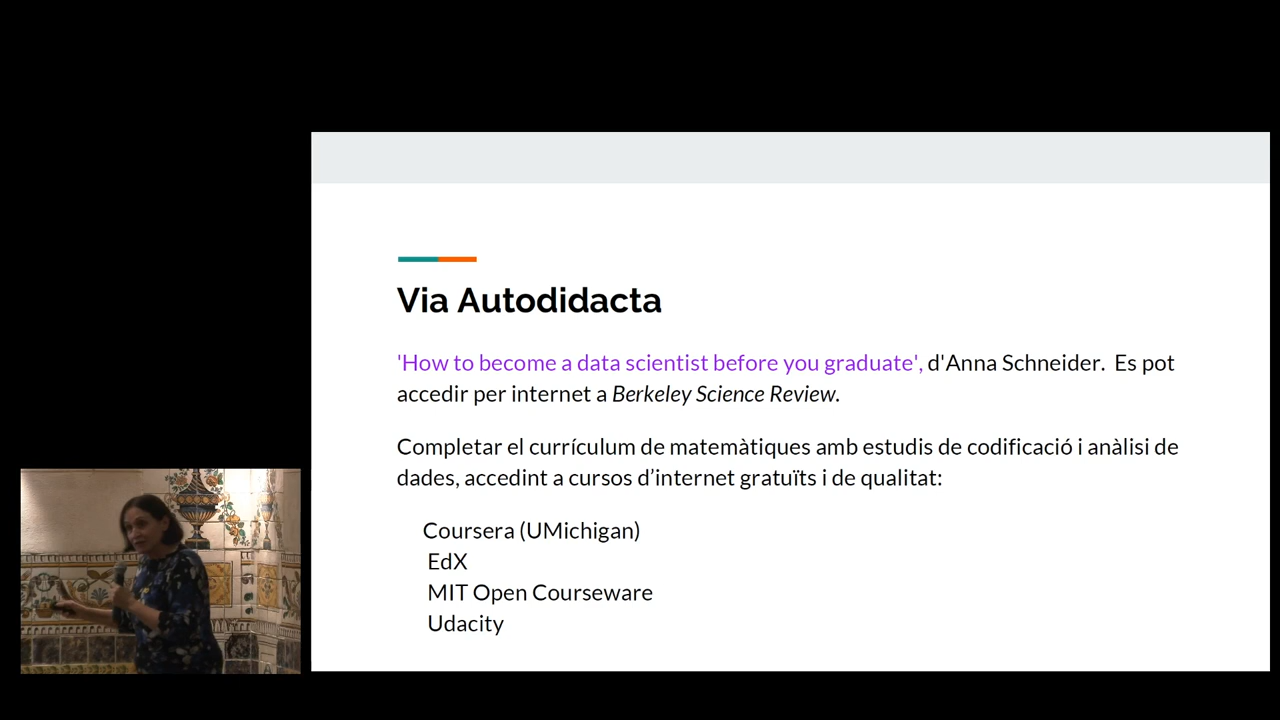 Via Autodidacta
'How to become a data scientist before you graduate', d'Anna Schneider.  Es pot
accedir per internet a Berkeley Science Review.
Completar el currículum de matemàtiques amb estudis de codificació i anàlisi de
dades, accedint a cursos d’internet gratuïts i de qualitat:
Coursera (UMichigan)
EdX
MIT Open Courseware
Udacity